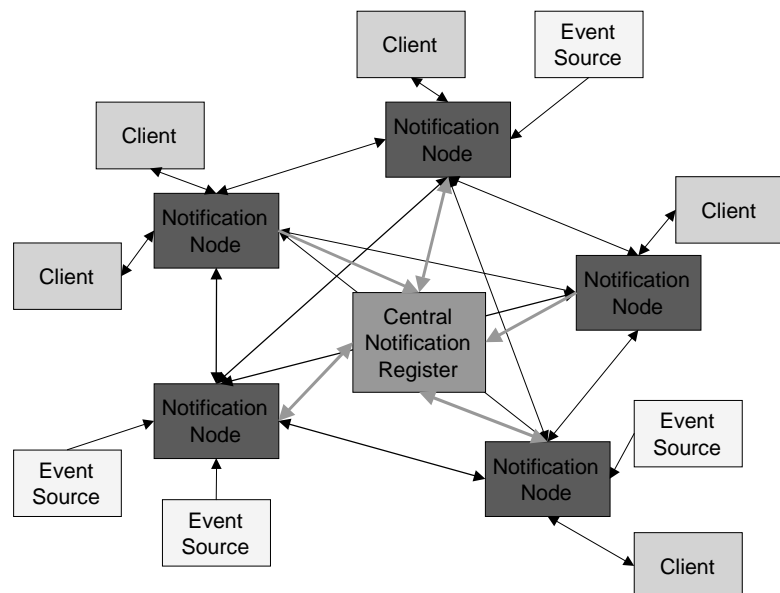 Client
Event
Source
Notification
Node
Client
Notification
Node
Client
Client
Notification
Node
Central
Notification
Register
Notification
Node
Event
Source
Notification
Node
Event
Source
Event
Source
Client